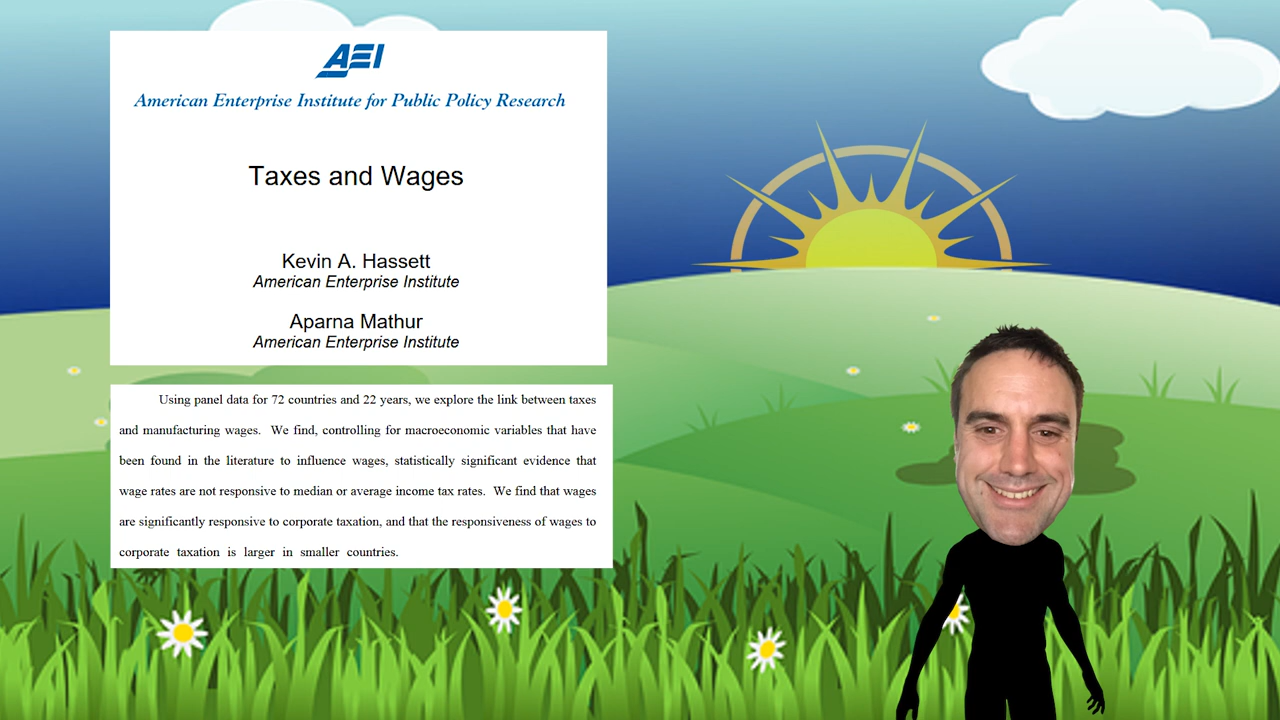 AEI
American Enterprise Institute for Public Policy Research
Taxes and Wages
Kevin A. Hassett
American Enterprise Institute
Aparna Mathur
American Enterprise Institute
Using panel data for 72 countries and 22 years, we explore the link between taxes
and manufacturing wages. We find, controlling for macroeconomic variables that have
been found in the literature to influence wages, statistically significant evidence that
wage rates are not responsive to median or average income tax rates. We find that wages
are significantly responsive to corporate taxation, and that the responsiveness of wages to
corporate taxation is larger in smaller countries.